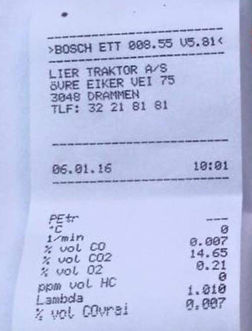 >BOSCH ETT 008.55 V5.81<
LIER TRAKTOR A/S
ØVRE EIKER VEI 75
3048 DRAMMEN
TLF: 32 21 81 81
06.01.16 10:01
PEtr ---
°C 0
1/min 0.007
% vol CO 14.65
% vol CO2 0.21
% vol O2 0
ppm vol HC 1.010
Lambda 0.007
% vol COvrai